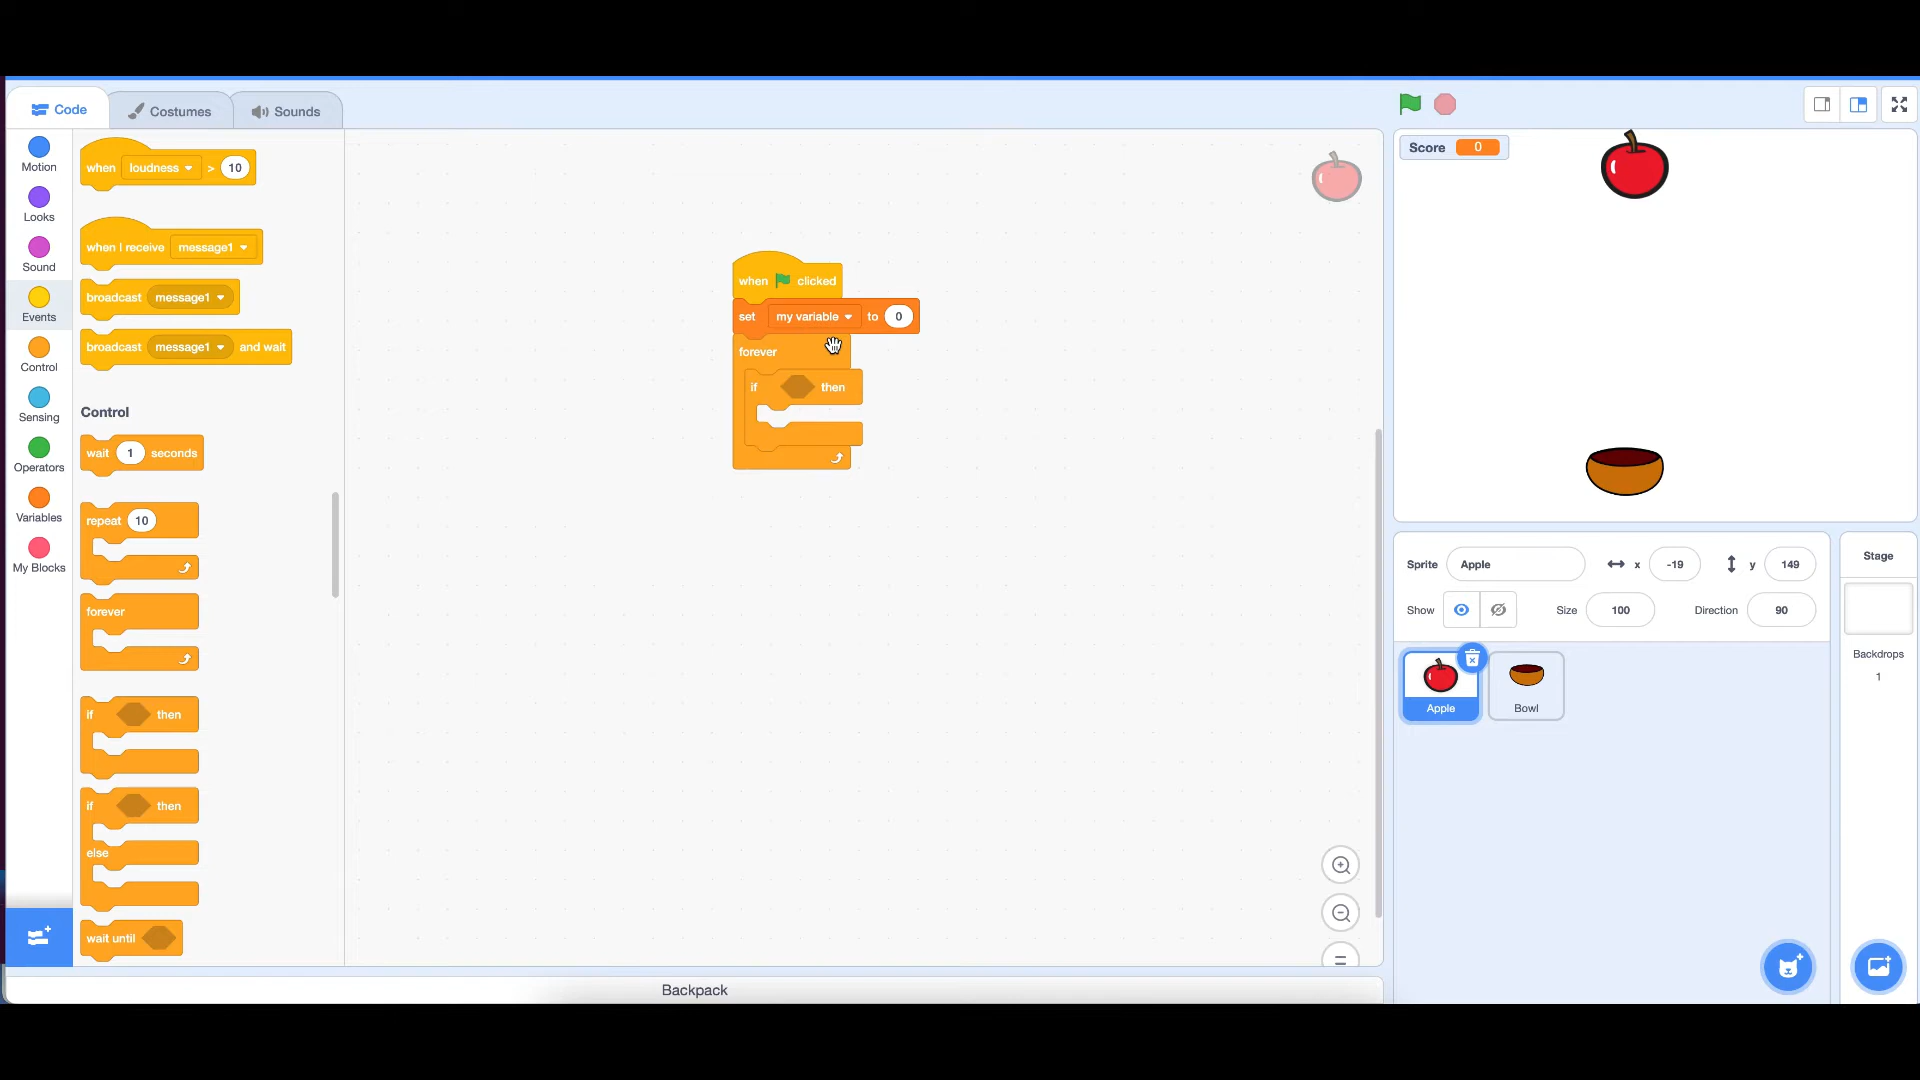 Code
Costumes
Sounds
Motion
Looks
Sound
Events
Control
Sensing
Operators
Variables
My Blocks
when loudness > 10
when I receive message1
broadcast message1
broadcast message1 and wait
Control
wait 1 seconds
repeat 10
forever
if then
if then
else
wait until
when clicked
set my variable to 0
forever
if then
Backpack
Score 0
Sprite Apple x -19 y 149
Show Size 100 Direction 90
Apple
Bowl
Stage
Backdrops
1